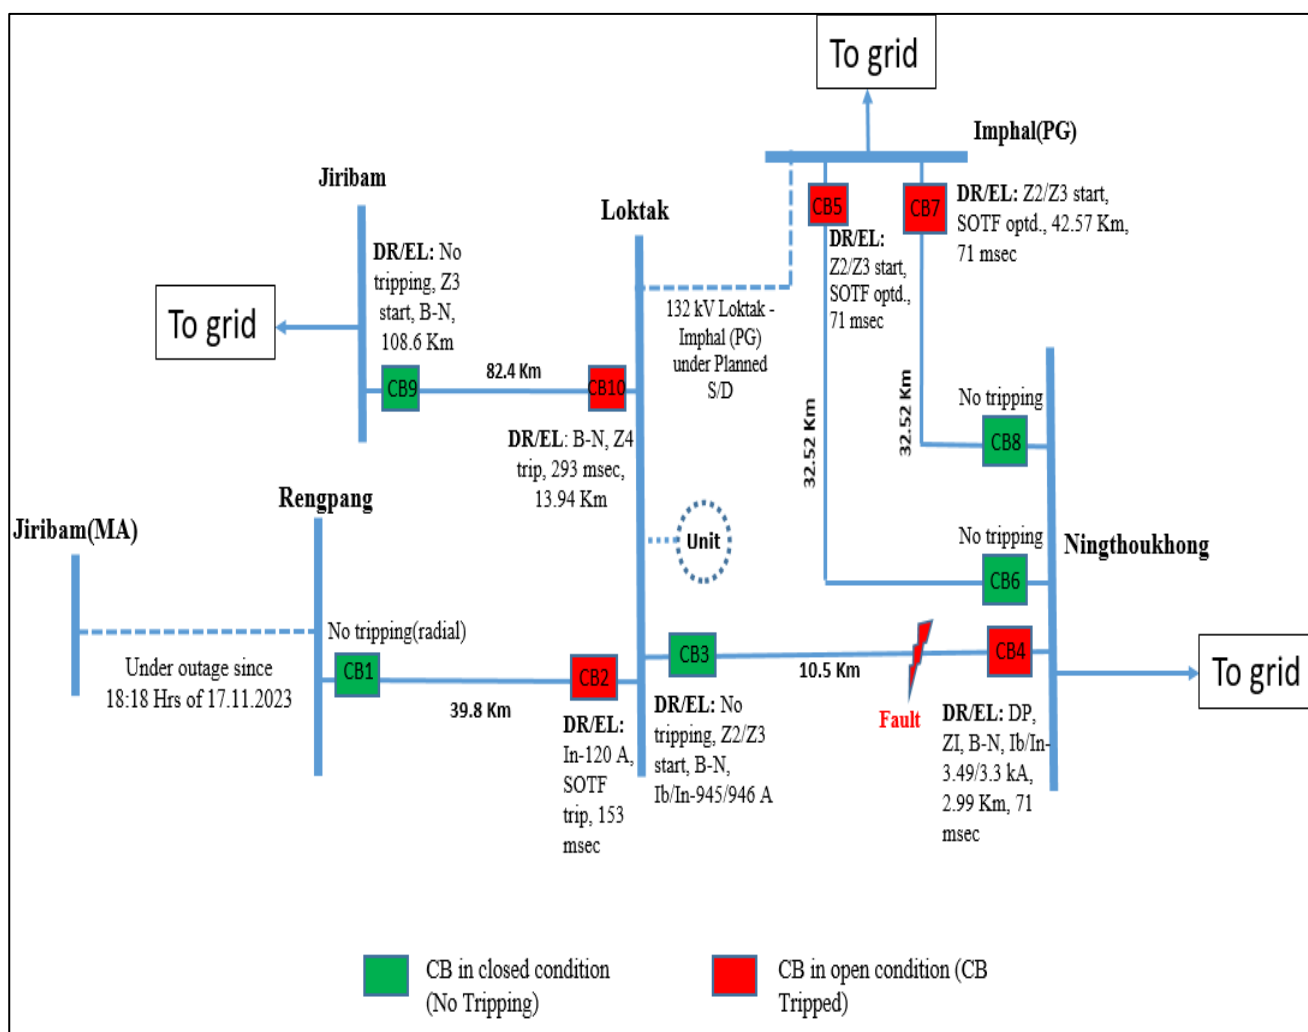 To grid
Imphal(PG)
Jiribam
Loktak
CB5
CB7
DR/EL: Z2/Z3 start,
SOTF optd., 42.57 Km,
71 msec
DR/EL:
Z2/Z3 start,
SOTF optd.,
71 msec
DR/EL: No
tripping, Z3
start, B-N,
108.6 Km
To grid
132 kV Loktak -
Imphal (PG)
under Planned
S/D
82.4 Km
CB9
CB10
32.52 Km
32.52 Km
No tripping
CB8
DR/EL: B-N, Z4
trip, 293 msec,
13.94 Km
Rengpang
Jiribam(MA)
Unit
No tripping
CB6
Ningthoukhong
No tripping(radial)
CB1
Under outage since
18:18 Hrs of 17.11.2023
39.8 Km
CB2
CB3
10.5 Km
CB4
To grid
Fault
DR/EL:
In-120 A,
SOTF
trip, 153
msec
DR/EL: No
tripping, Z2/Z3
start, B-N,
Ib/In-945/946 A
DR/EL: DP,
ZI, B-N, Ib/In-
3.49/3.3 kA,
2.99 Km, 71
msec
CB in closed condition
(No Tripping)
CB in open condition (CB
Tripped)